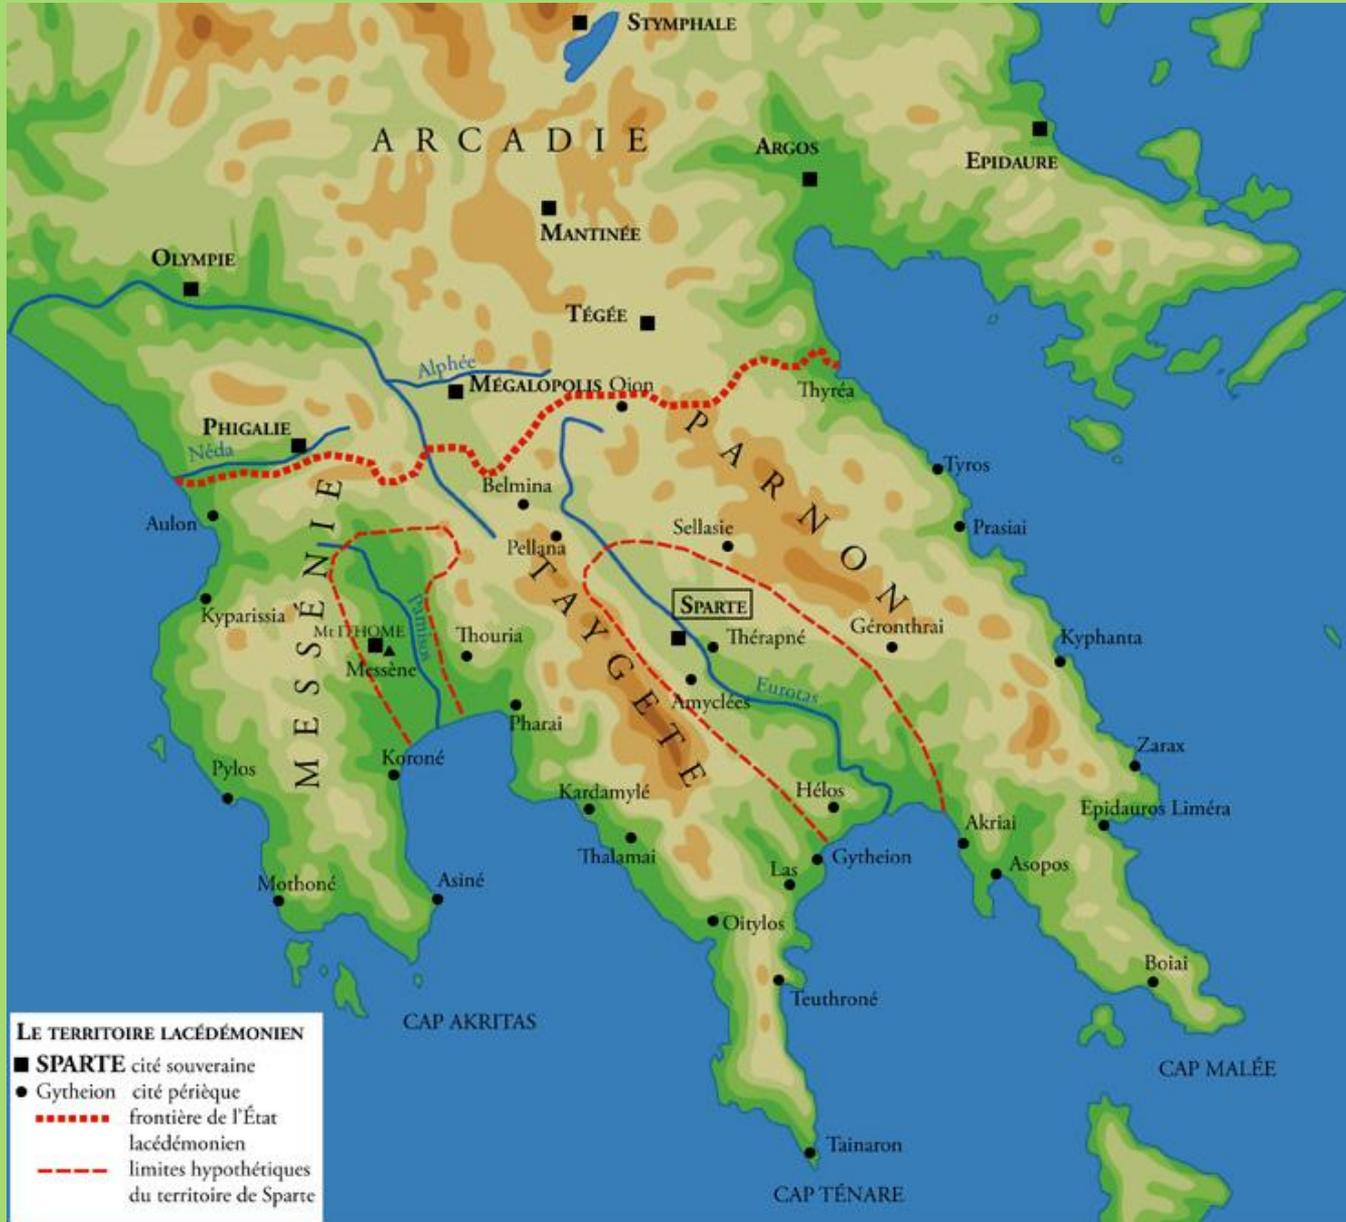 STYMPHALE
ARCADIE
ARGOS
EPIDAURE
MANTINÉE
OLYMPIE
TÉGÉE
Alphée
MÉGALOPOLIS
Oion
Thyréa
PHIGALIE
Néda
PARNON
Tyros
Belmina
Aulon
Sellasie
Prasiai
Pellana
MESSÉNIE
TAYGETE
Kyparissia
Pamisos
SPARTE
Mt ITHOME
Thouria
Thérapné
Géronthrai
Kyphanta
Messène
Amyclées
Eurotas
Pharai
Koroné
Zarax
Pylos
Kardamylé
Hélos
Epidauros Liméra
Akriai
Thalamai
Gytheion
Asopos
Las
Mothoné
Asiné
Oitylos
Boiai
Teuthroné
CAP AKRITAS
CAP MALÉE
Tainaron
CAP TÉNARE
LE TERRITOIRE LACÉDÉMONIEN
SPARTE cité souveraine
Gytheion cité périèque
frontière de l'État
lacédémonien
limites hypothétiques
du territoire de Sparte